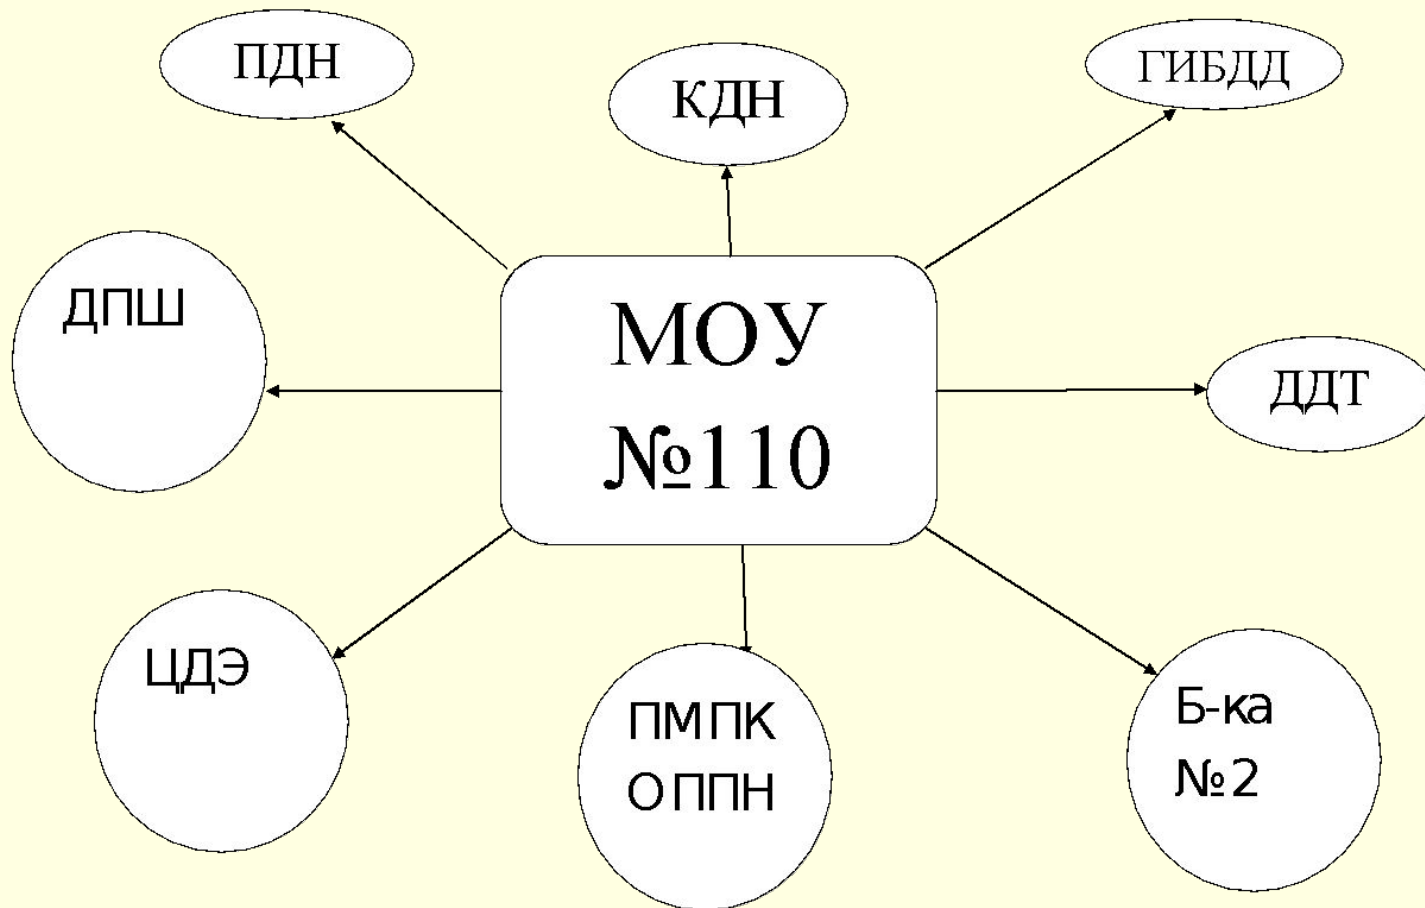 ПДН
КДН
ГИБДД
ДПШ
МОУ
№110
ДДТ
ЦДЭ
ПМПК
ОППН
Б-ка
№2